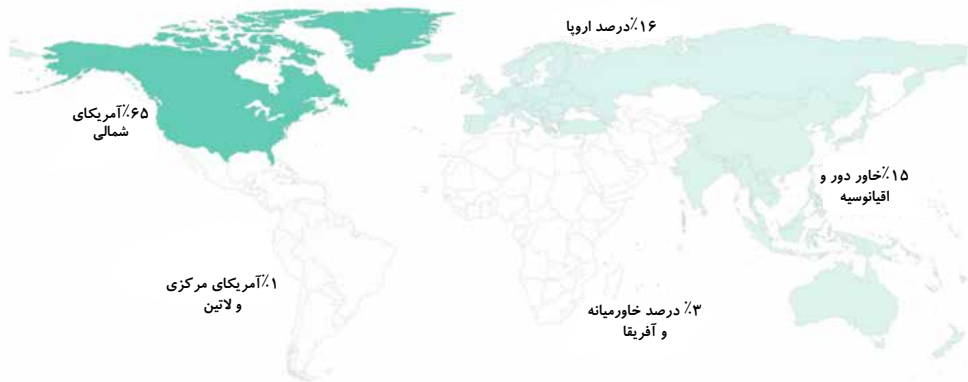 ۱۶٪درصد اروپا
۶۵٪آمریکای
شمالی
۱۵٪خاور دور و
اقیانوسیه
۱٪آمریکای مرکزی
و لاتین
۳٪ درصد خاورمیانه
و آفریقا